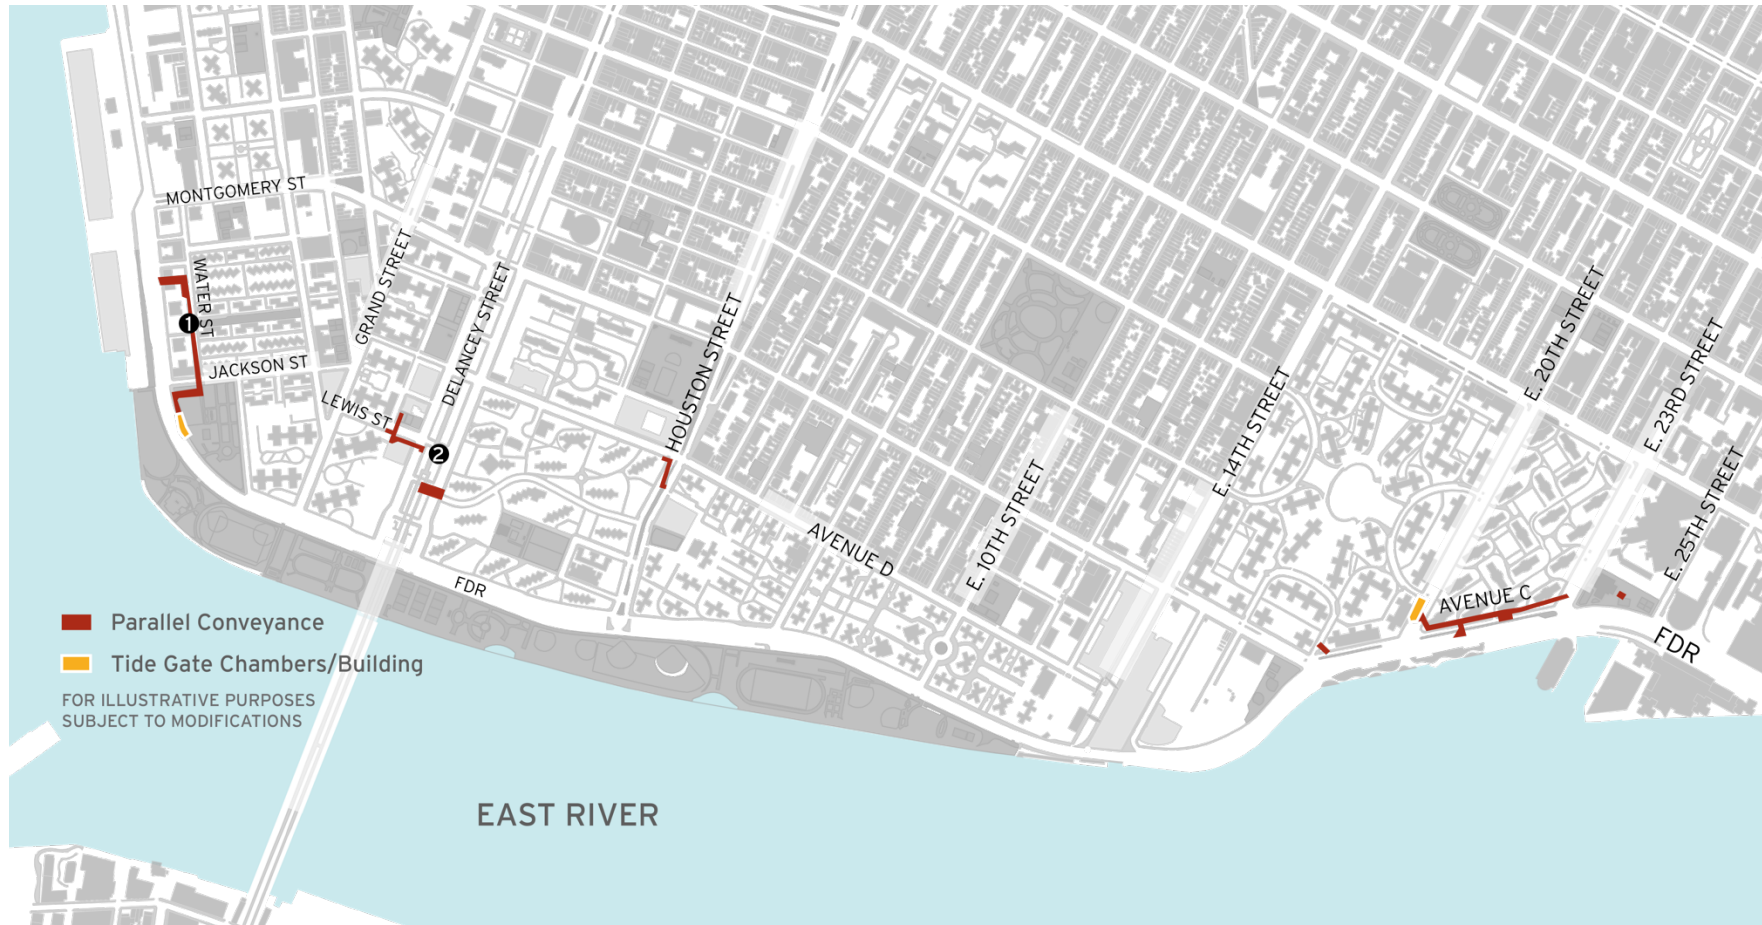 MONTGOMERY ST
WATER ST
1
JACKSON ST
GRAND STREET
DELANCEY STREET
LEWIS ST
2
HOUSTON STREET
AVENUE D
E. 10TH STREET
E. 14TH STREET
E. 20TH STREET
E. 23RD STREET
E. 25TH STREET
AVENUE C
FDR
FDR
Parallel Conveyance
Tide Gate Chambers/Building
FOR ILLUSTRATIVE PURPOSES
SUBJECT TO MODIFICATIONS
EAST RIVER